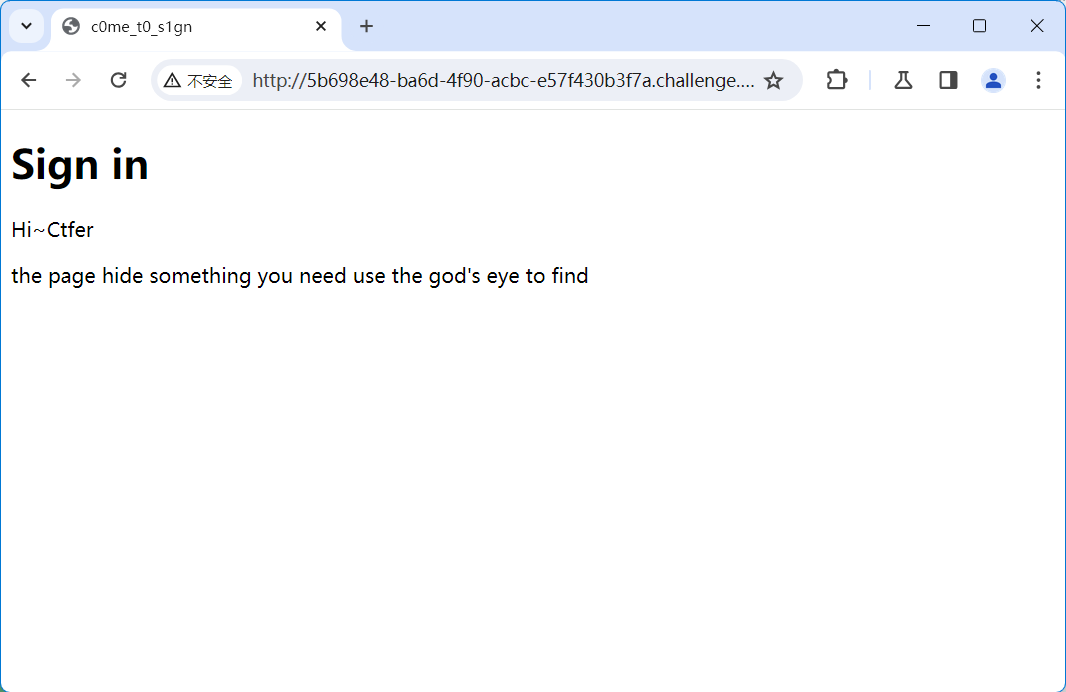 c0me_t0_s1gn
不安全 http://5b698e48-ba6d-4f90-acbc-e57f430b3f7a.challenge....
Sign in
Hi~Ctfer
the page hide something you need use the god's eye to find